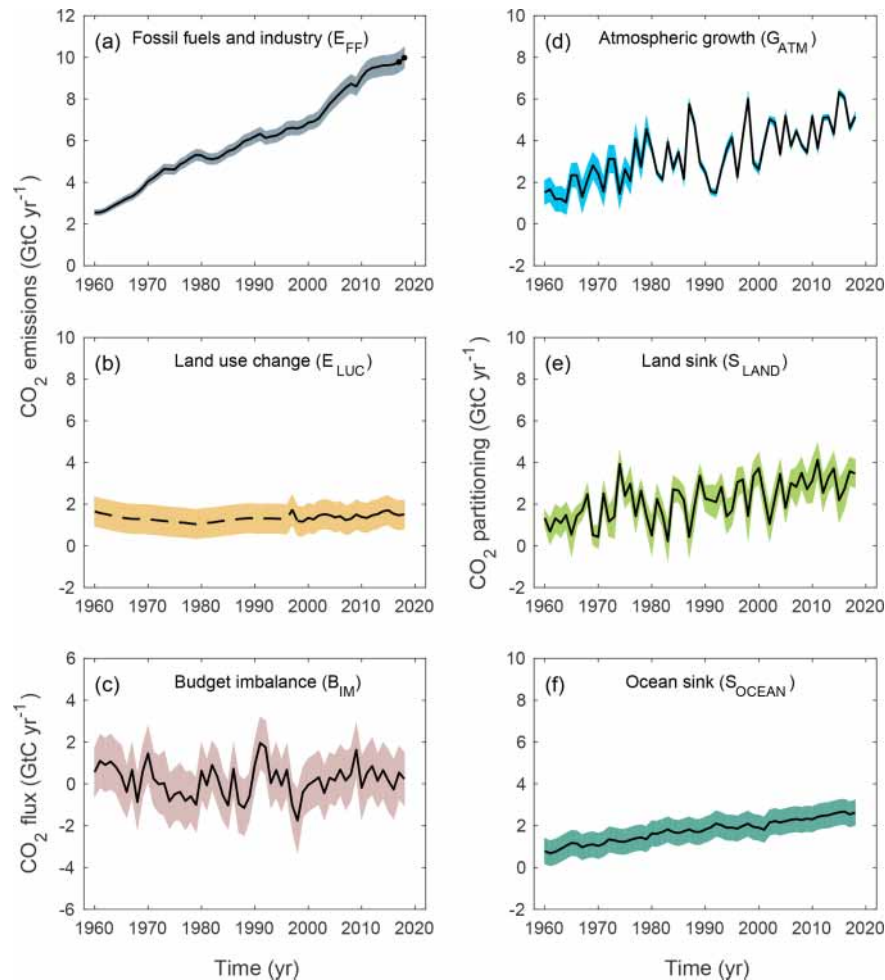 (a) Fossil fuels and industry (E_FF)
12
10
8
6
4
2
0
1960 1970 1980 1990 2000 2010 2020
CO2 emissions (GtC yr-1)
(b) Land use change (E_LUC)
10
8
6
4
2
0
-2
1960 1970 1980 1990 2000 2010 2020
(c) Budget imbalance (B_IM)
6
4
2
0
-2
-4
-6
CO2 flux (GtC yr-1)
1960 1970 1980 1990 2000 2010 2020
Time (yr)
(d) Atmospheric growth (G_ATM)
10
8
6
4
2
0
-2
1960 1970 1980 1990 2000 2010 2020
(e) Land sink (S_LAND)
10
8
6
4
2
0
-2
CO2 partitioning (GtC yr-1)
1960 1970 1980 1990 2000 2010 2020
(f) Ocean sink (S_OCEAN)
10
8
6
4
2
0
-2
1960 1970 1980 1990 2000 2010 2020
Time (yr)